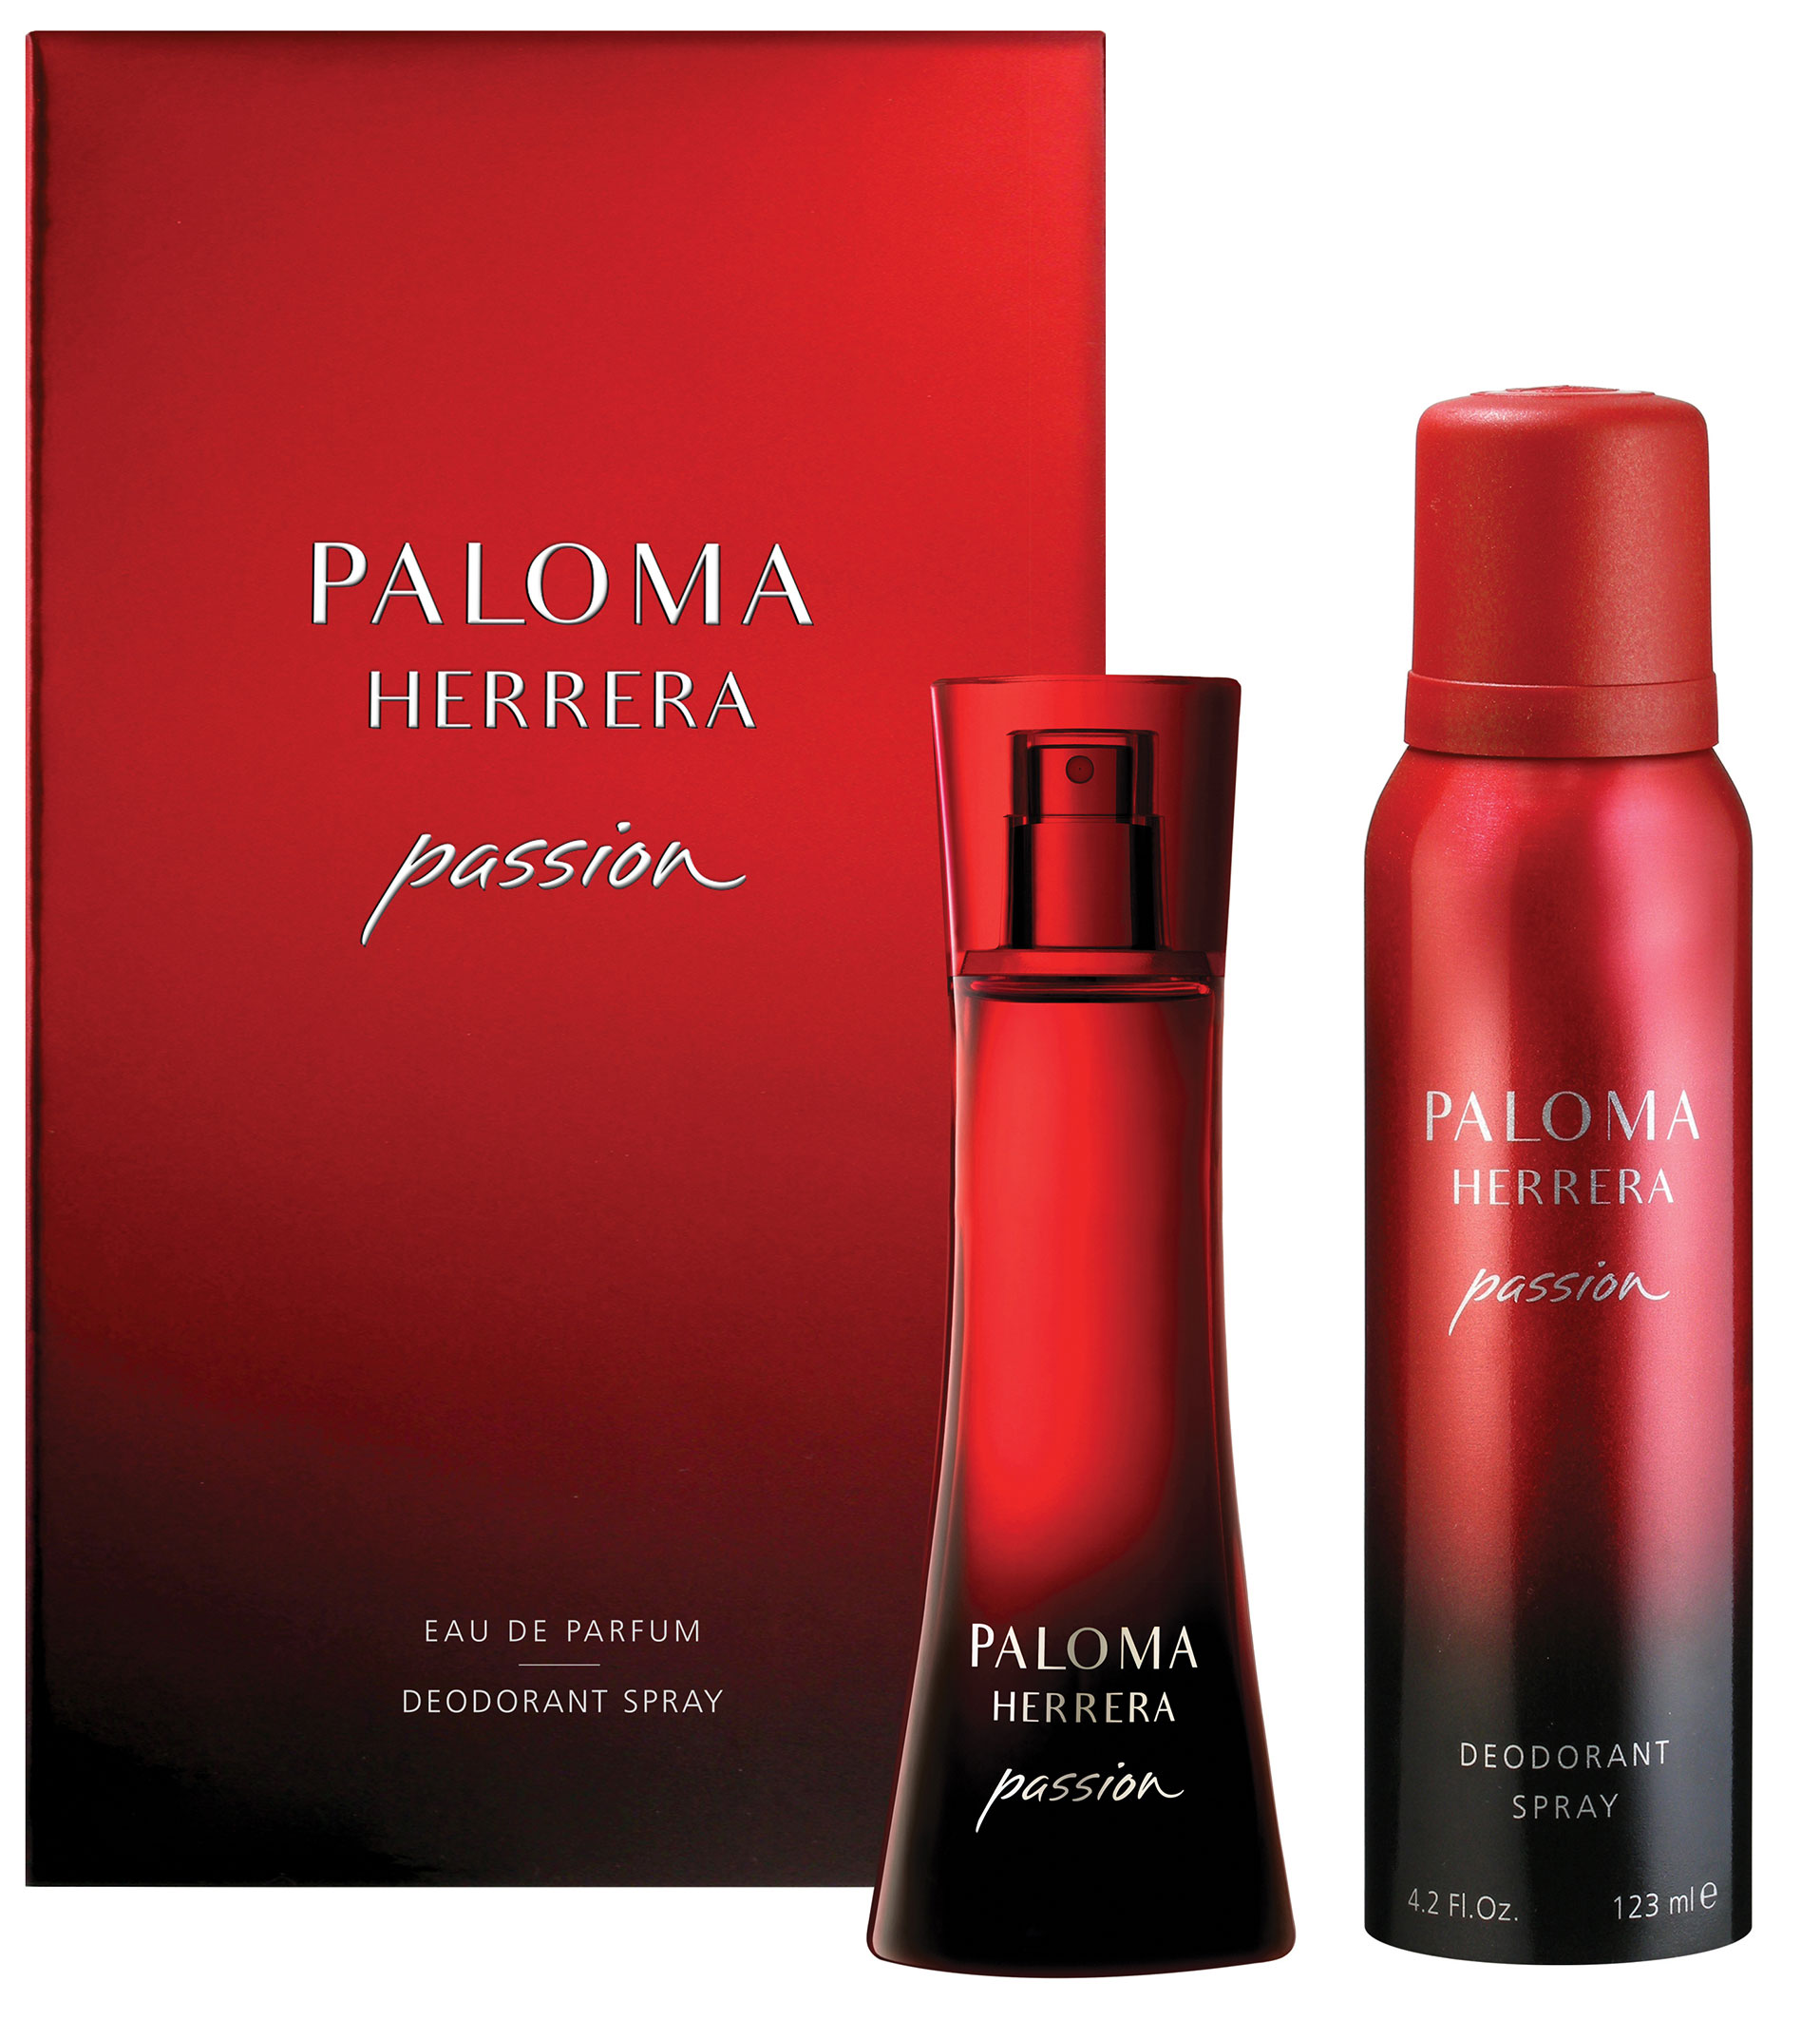 PALOMA
HERRERA
passion
EAU DE PARFUM
DEODORANT SPRAY
PALOMA
HERRERA
passion
PALOMA
HERRERA
passion
DEODORANT
SPRAY
4.2 Fl.Oz. 123 ml ℮